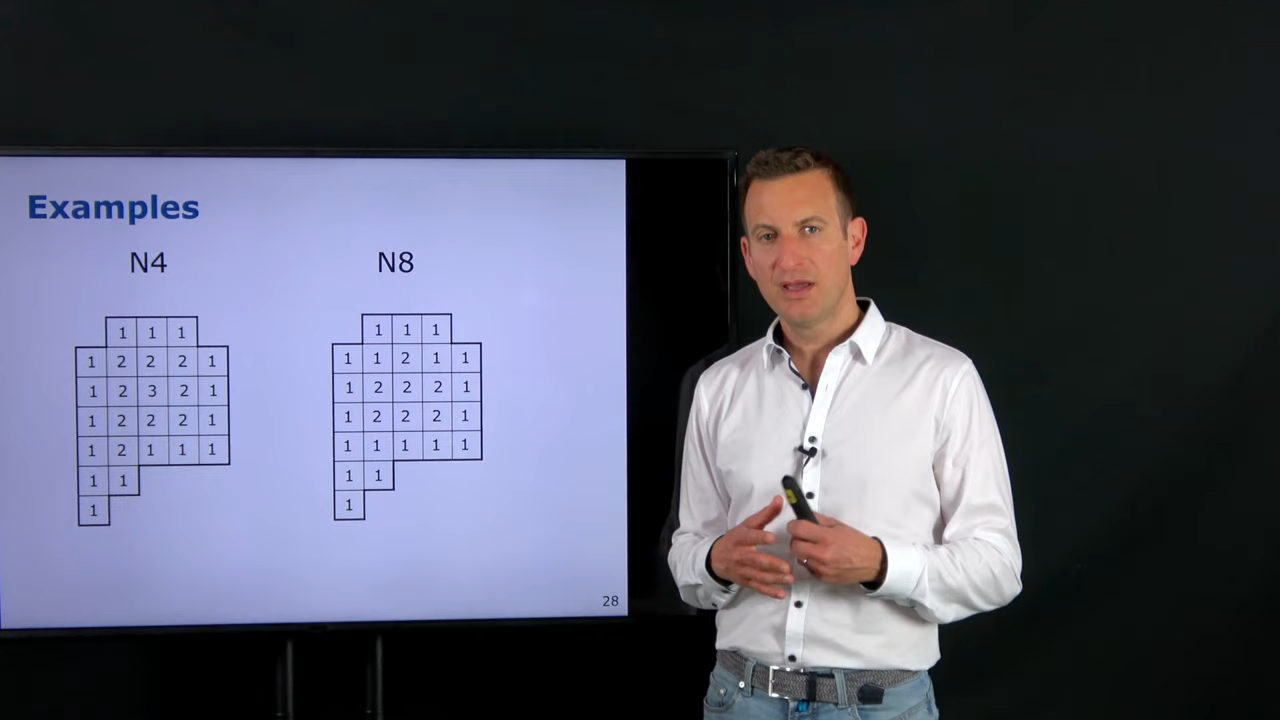 Examples
N4
1 1 1
1 2 2 2 1
1 2 3 2 1
1 2 2 2 1
1 2 1 1 1
1 1
1
N8
1 1 1
1 1 2 1 1
1 2 2 2 1
1 2 2 2 1
1 1 1 1 1
1 1
1
28